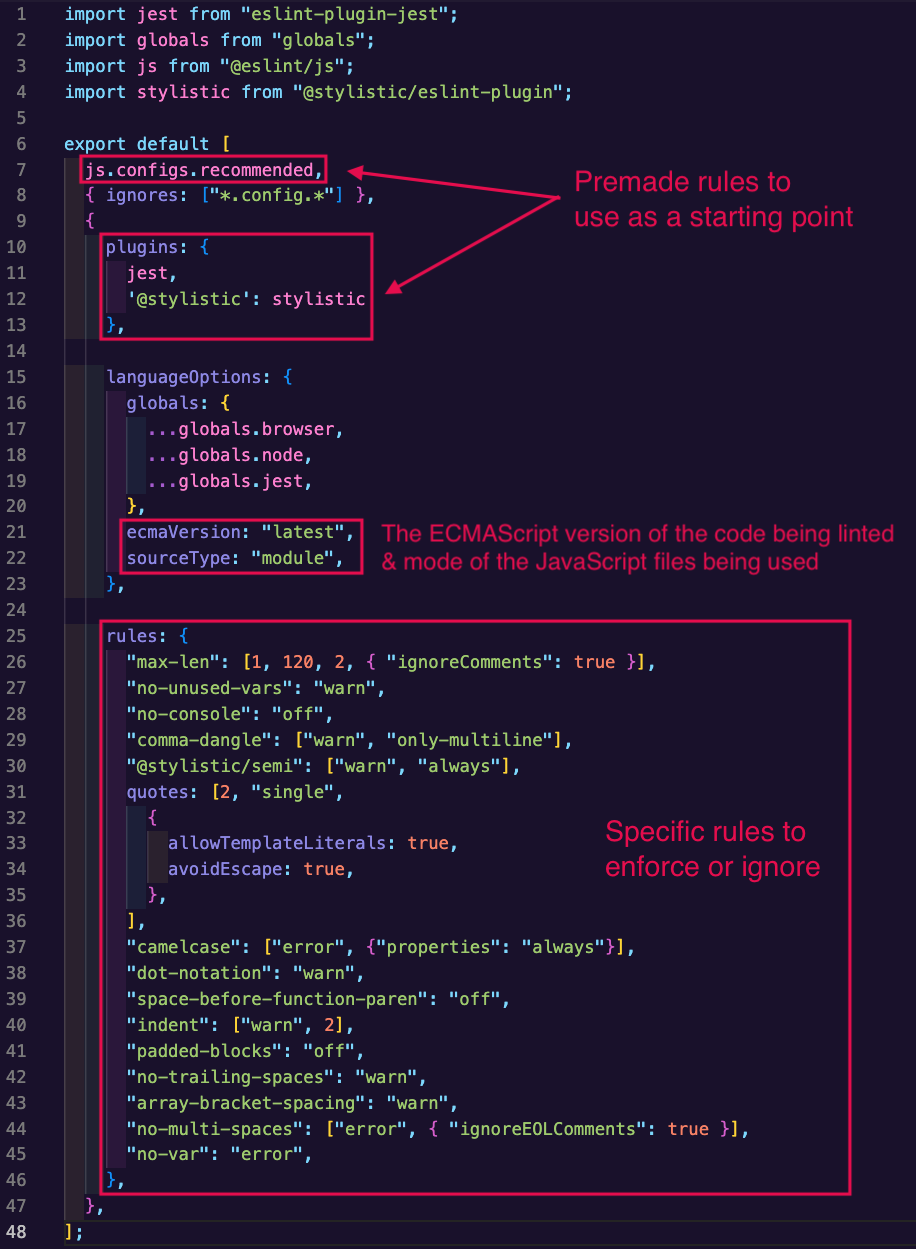 1 import jest from "eslint-plugin-jest";
2 import globals from "globals";
3 import js from "@eslint/js";
4 import stylistic from "@stylistic/eslint-plugin";
5
6 export default [
7 js.configs.recommended,
8 { ignores: ["*.config.*"] },
9 {
Premade rules to
use as a starting point
10 plugins: {
11 jest,
12 '@stylistic': stylistic
13 },
14
15 languageOptions: {
16 globals: {
17 ...globals.browser,
18 ...globals.node,
19 ...globals.jest,
20 },
21 ecmaVersion: "latest",
22 sourceType: "module",
The ECMAScript version of the code being linted
& mode of the JavaScript files being used
23 },
24
25 rules: {
26 "max-len": [1, 120, 2, { "ignoreComments": true }],
27 "no-unused-vars": "warn",
28 "no-console": "off",
29 "comma-dangle": ["warn", "only-multiline"],
30 "@stylistic/semi": ["warn", "always"],
31 quotes: [2, "single",
32 {
33 allowTemplateLiterals: true,
34 avoidEscape: true,
35 },
Specific rules to
enforce or ignore
36 ],
37 "camelcase": ["error", {"properties": "always"}],
38 "dot-notation": "warn",
39 "space-before-function-paren": "off",
40 "indent": ["warn", 2],
41 "padded-blocks": "off",
42 "no-trailing-spaces": "warn",
43 "array-bracket-spacing": "warn",
44 "no-multi-spaces": ["error", { "ignoreEOLComments": true }],
45 "no-var": "error",
46 },
47 },
48 ];